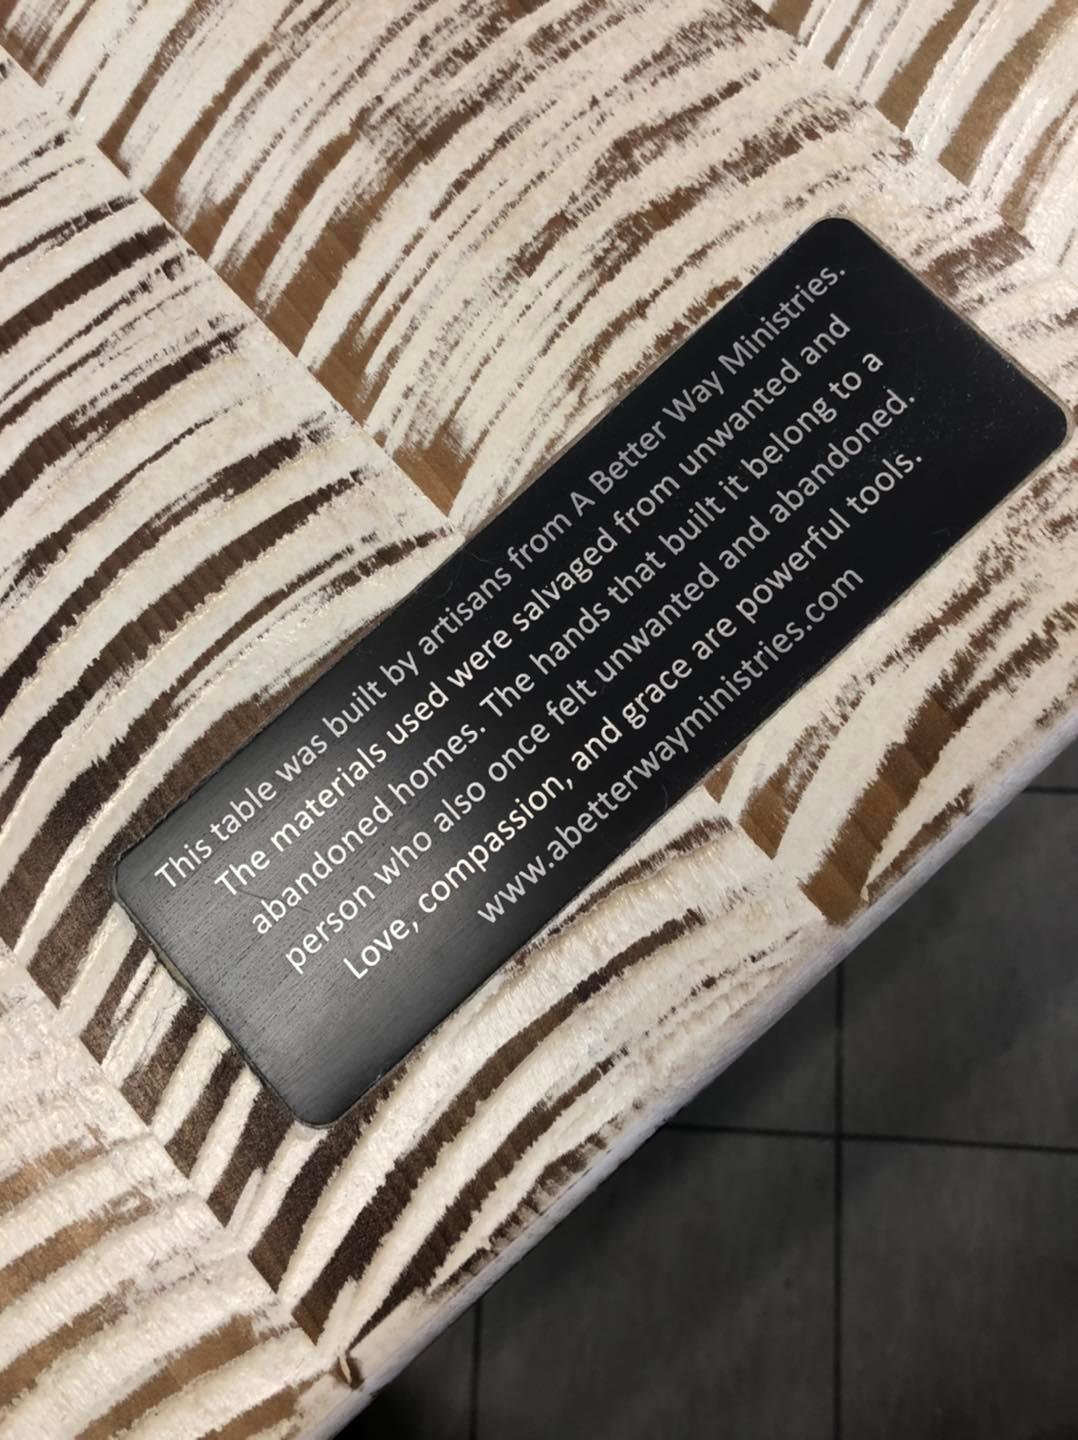 This table was built by artisans from A Better Way Ministries.
The materials used were salvaged from unwanted and
abandoned homes. The hands that built it belong to a
person who also once felt unwanted and abandoned.
Love, compassion, and grace are powerful tools.
www.abetterwayministries.com